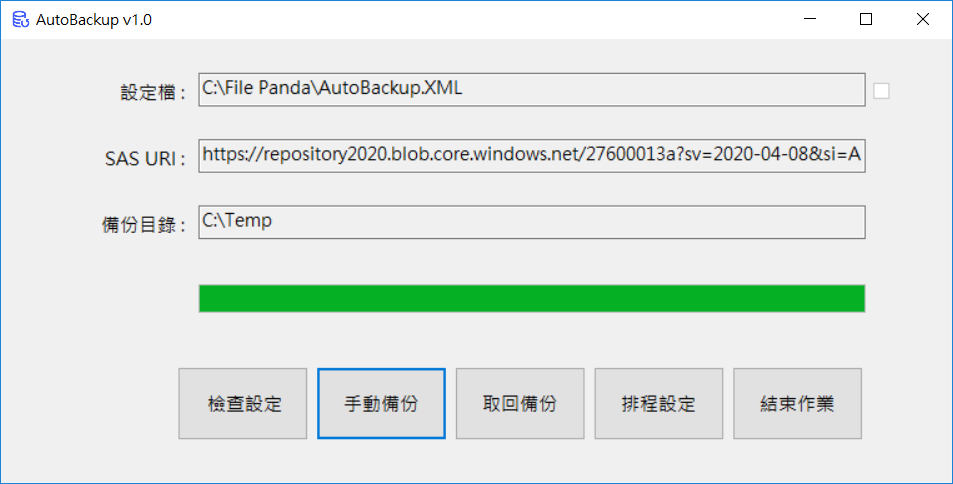 AutoBackup v1.0
設定檔 : C:\File Panda\AutoBackup.XML
SAS URI : https://repository2020.blob.core.windows.net/27600013a?sv=2020-04-08&si=A
備份目錄 : C:\Temp
檢查設定 手動備份 取回備份 排程設定 結束作業